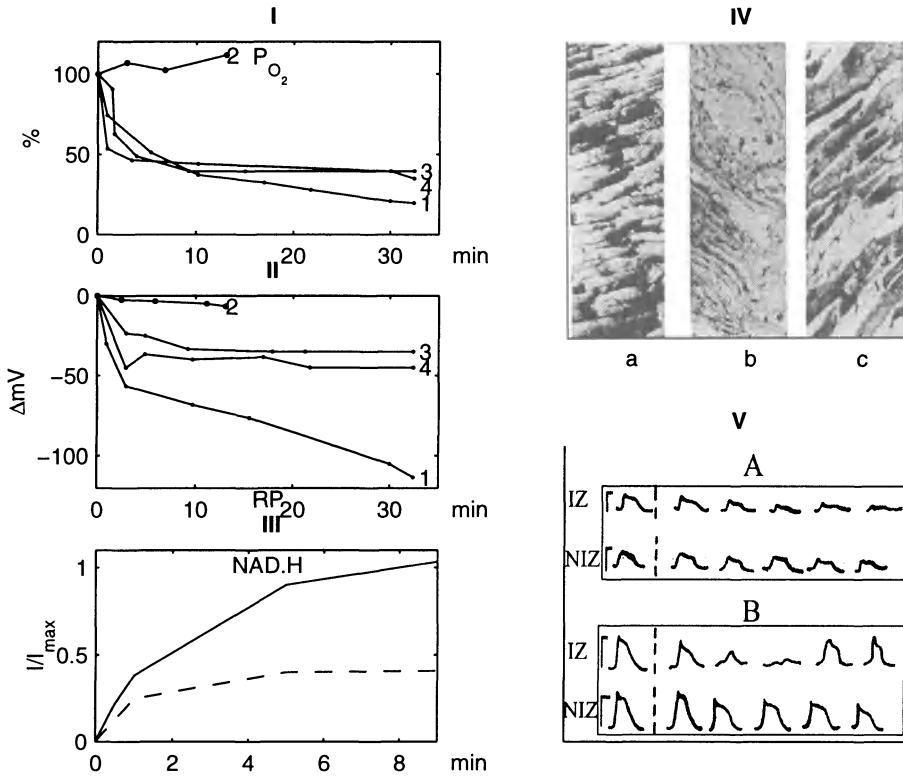 I
2 P O2
100
%
50
3
4
1
0
0 10 20 30 min
II
0
2
3
−50
4
ΔmV
−100
1
RP
0 10 20 30 min
III
1
NAD.H
I/Imax
0.5
0
0 2 4 6 8 min
IV
a b c
V
A
IZ
NIZ
B
IZ
NIZ